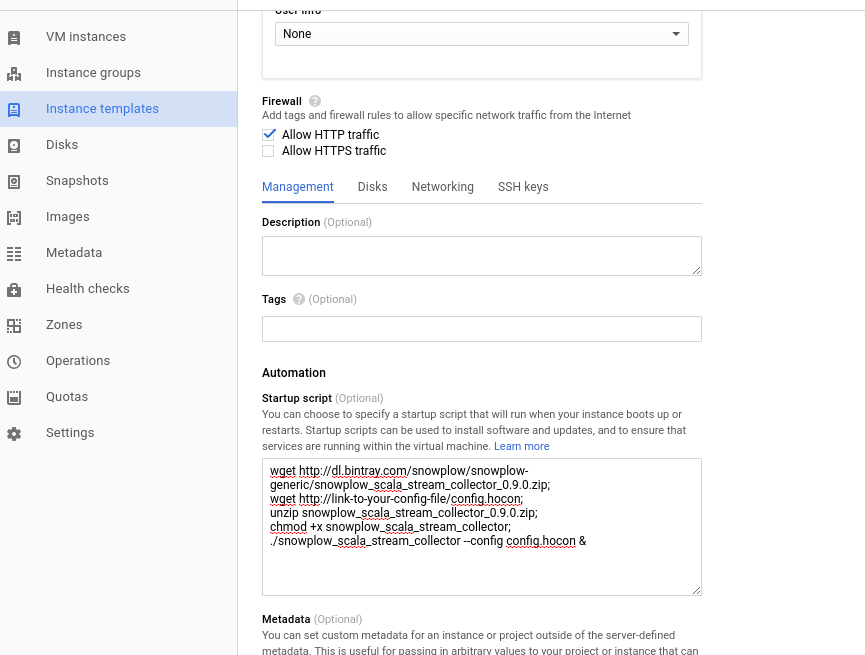 VM instances
Instance groups
Instance templates
Disks
Snapshots
Images
Metadata
Health checks
Zones
Operations
Quotas
Settings
User info
None
Firewall ?
Add tags and firewall rules to allow specific network traffic from the Internet
Allow HTTP traffic
Allow HTTPS traffic
Management Disks Networking SSH keys
Description (Optional)
Tags ? (Optional)
Automation
Startup script (Optional)
You can choose to specify a startup script that will run when your instance boots up or
restarts. Startup scripts can be used to install software and updates, and to ensure that
services are running within the virtual machine. Learn more
wget http://dl.bintray.com/snowplow/snowplow-
generic/snowplow_scala_stream_collector_0.9.0.zip;
wget http://link-to-your-config-file/config.hocon;
unzip snowplow_scala_stream_collector_0.9.0.zip;
chmod +x snowplow_scala_stream_collector;
./snowplow_scala_stream_collector --config config.hocon &
Metadata (Optional)
You can set custom metadata for an instance or project outside of the server-defined
metadata. This is useful for passing in arbitrary values to your project or instance that can